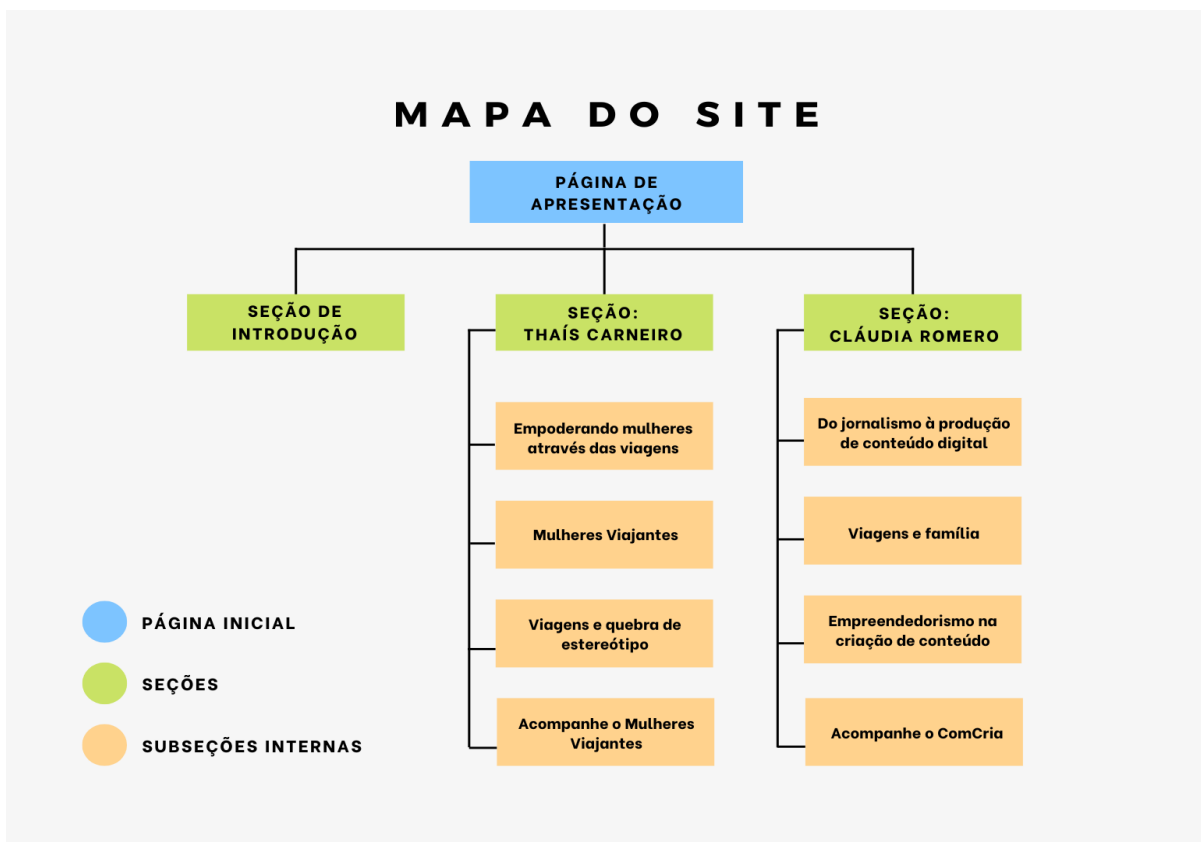 MAPA DO SITE
PÁGINA DE
APRESENTAÇÃO
SEÇÃO DE
INTRODUÇÃO
SEÇÃO:
THAÍS CARNEIRO
SEÇÃO:
CLÁUDIA ROMERO
Empoderando mulheres
através das viagens
Mulheres Viajantes
Viagens e quebra de
estereótipo
Acompanhe o Mulheres
Viajantes
Do jornalismo à produção
de conteúdo digital
Viagens e família
Empreendedorismo na
criação de conteúdo
Acompanhe o ComCria
PÁGINA INICIAL
SEÇÕES
SUBSEÇÕES INTERNAS